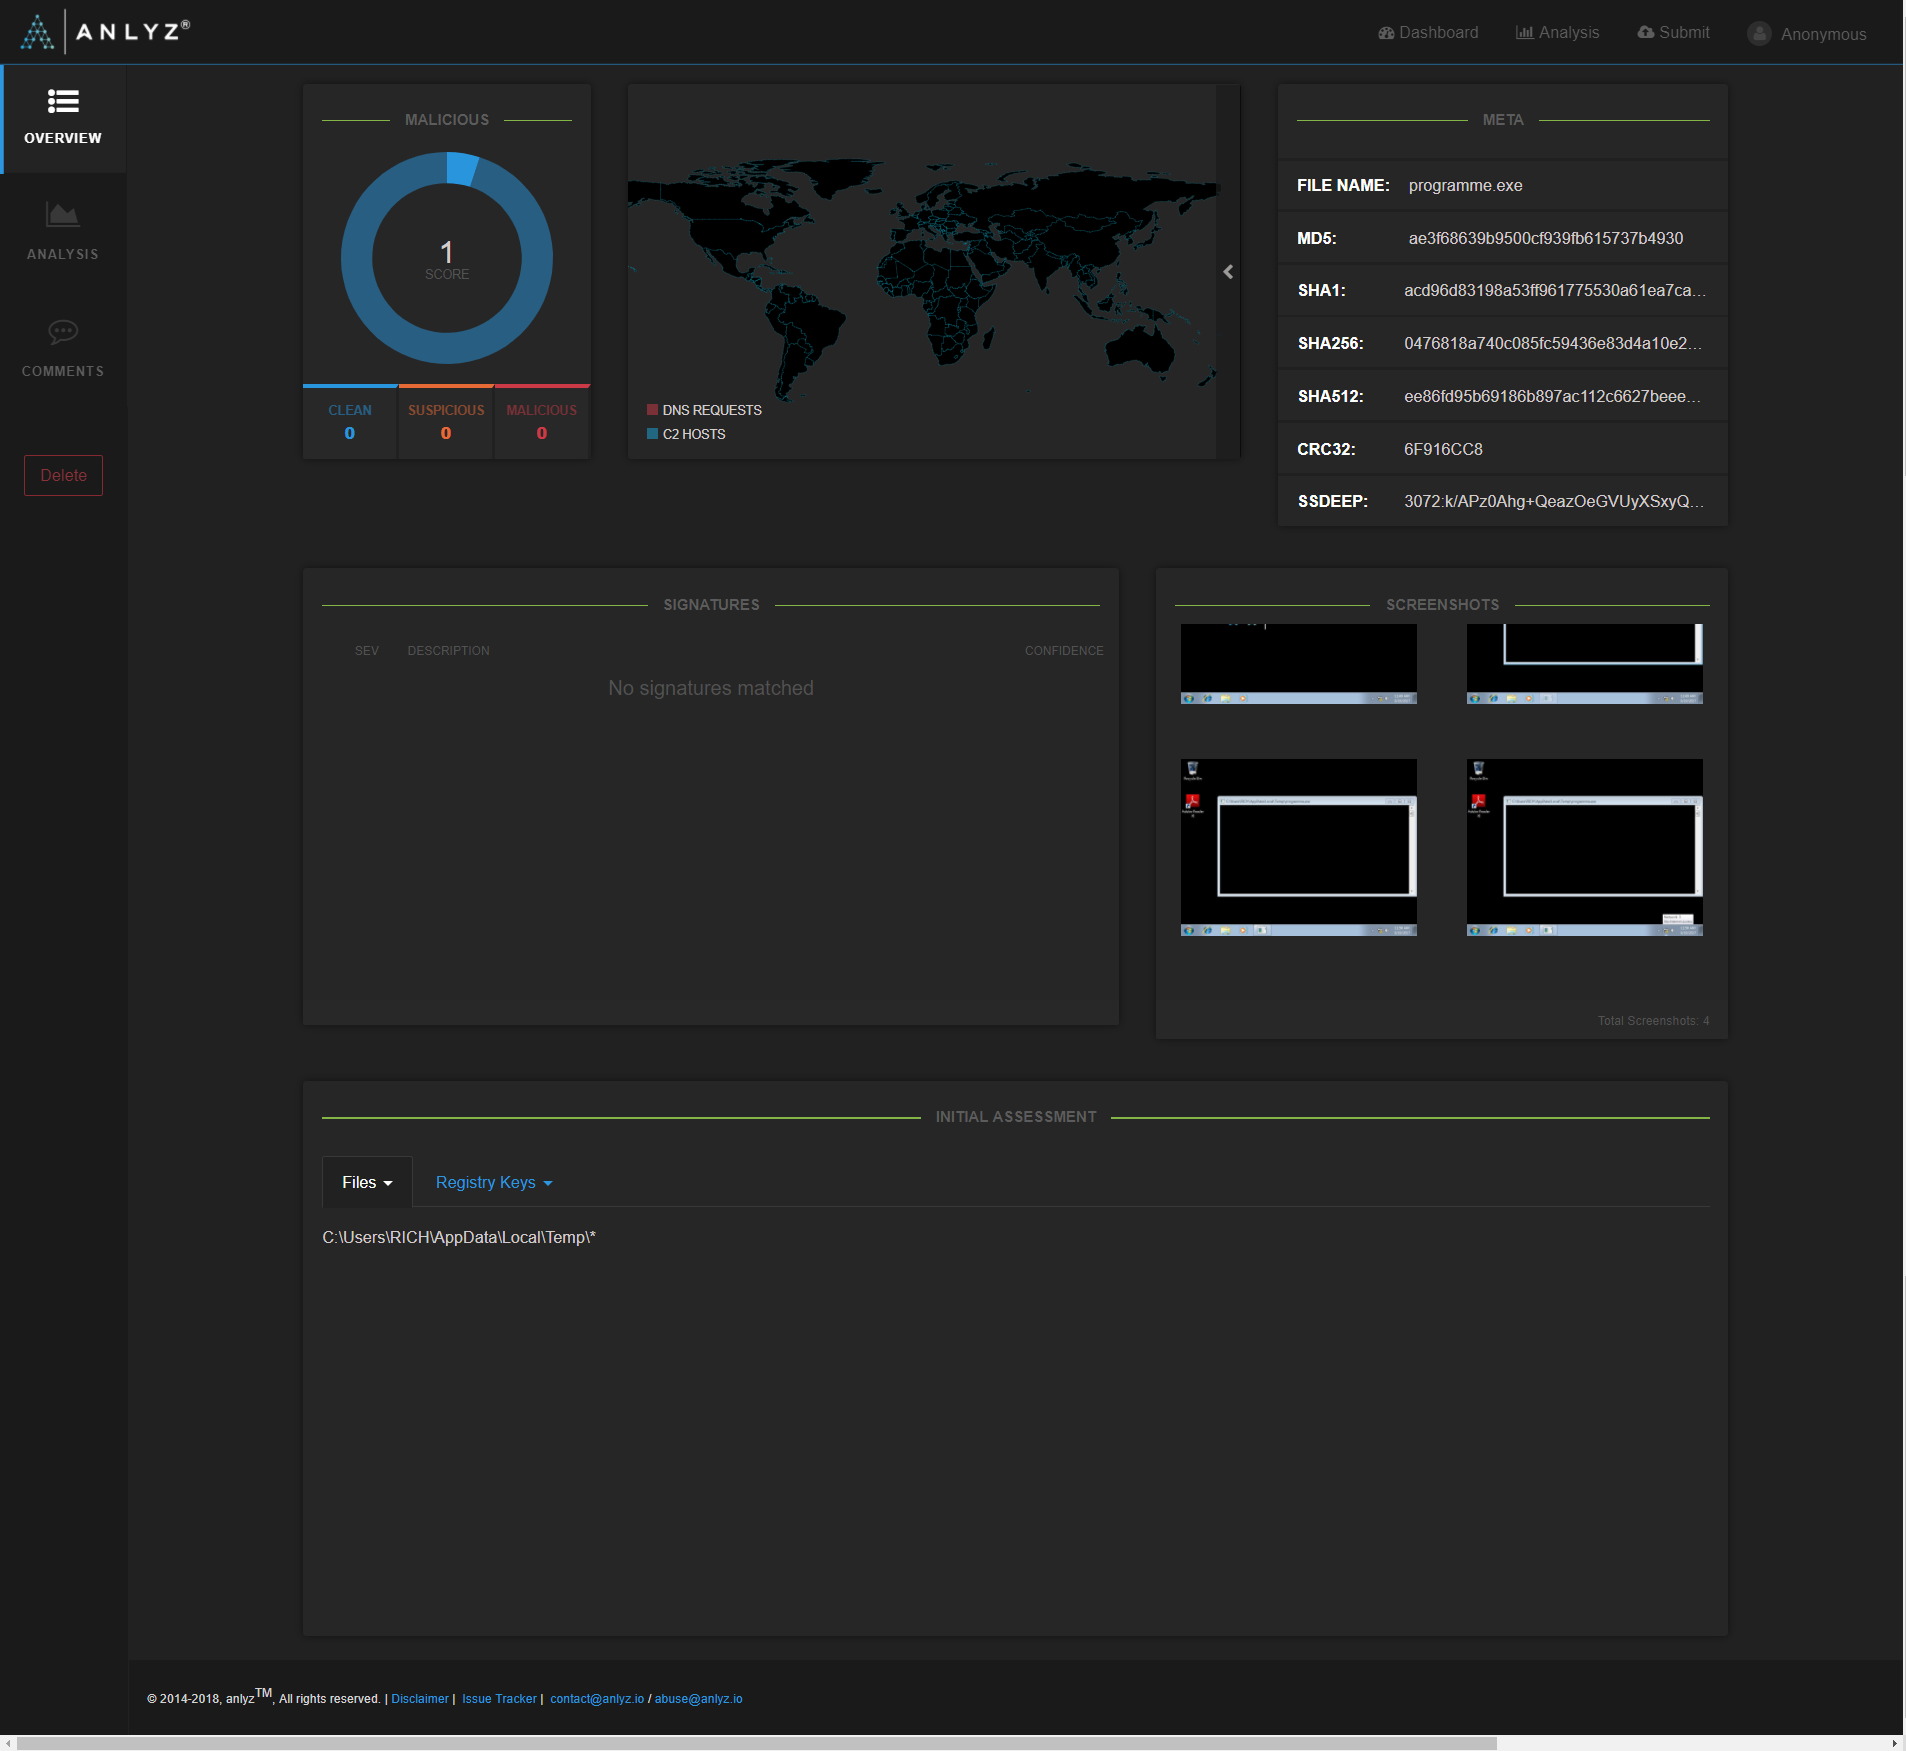 ANLYZ®
Dashboard
Analysis
Submit
Anonymous
OVERVIEW
ANALYSIS
COMMENTS
Delete
MALICIOUS
1
SCORE
CLEAN
0
SUSPICIOUS
0
MALICIOUS
0
DNS REQUESTS
C2 HOSTS
META
FILE NAME: programme.exe
MD5: ae3f68639b9500cf939fb615737b4930
SHA1: acd96d83198a53ff961775530a61ea7ca...
SHA256: 0476818a740c085fc59436e83d4a10e2...
SHA512: ee86fd95b69186b897ac112c6627beee...
CRC32: 6F916CC8
SSDEEP: 3072:k/APz0Ahg+QeazOeGVUyXSxyQ...
SIGNATURES
SEV DESCRIPTION CONFIDENCE
No signatures matched
SCREENSHOTS
Total Screenshots: 4
INITIAL ASSESSMENT
Files
Registry Keys
C:\Users\RICH\AppData\Local\Temp\*
© 2014-2018, anlyz™, All rights reserved. | Disclaimer | Issue Tracker | contact@anlyz.io / abuse@anlyz.io